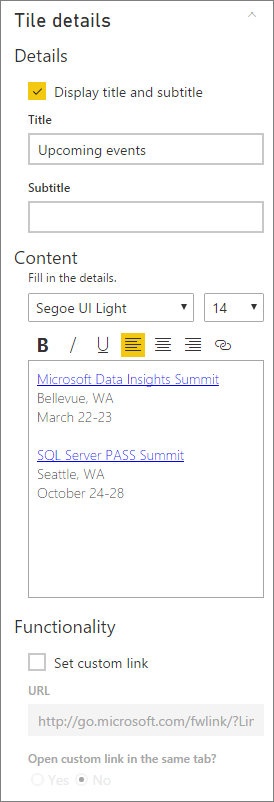 Tile details
Details
Display title and subtitle
Title
Upcoming events
Subtitle
Content
Fill in the details.
Segoe UI Light 14
B I U
Microsoft Data Insights Summit
Bellevue, WA
March 22-23
SQL Server PASS Summit
Seattle, WA
October 24-28
Functionality
Set custom link
URL
http://go.microsoft.com/fwlink/?Lin
Open custom link in the same tab?
Yes No